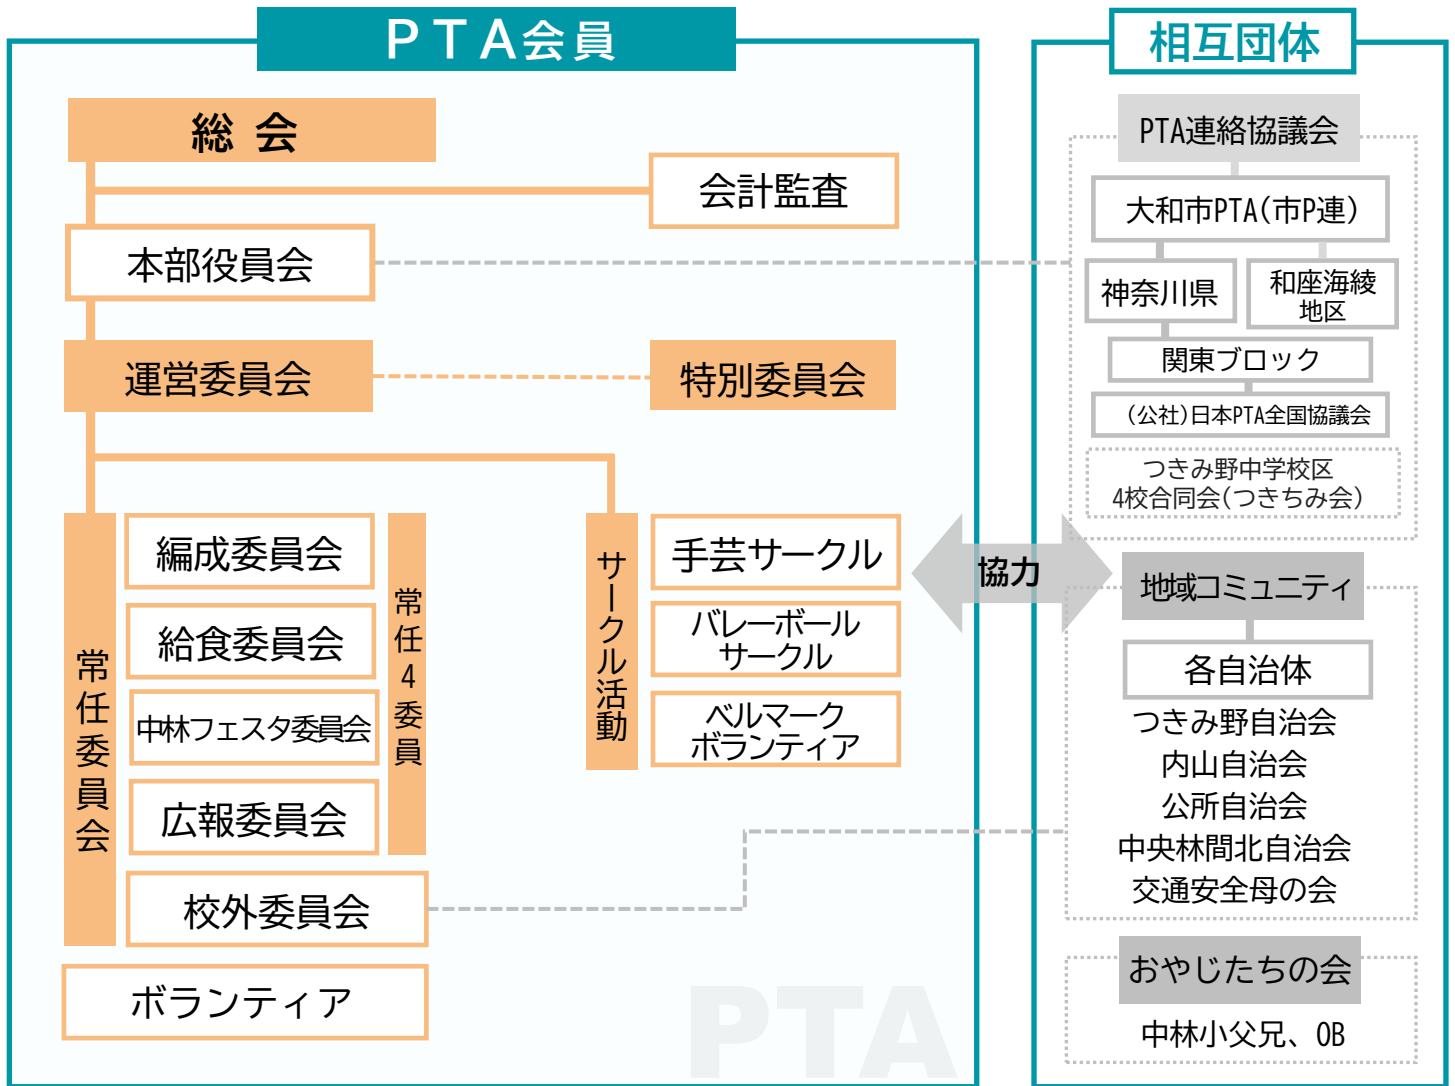 PTA会員
総会
会計監査
本部役員会
運営委員会
特別委員会
常任委員会
編成委員会
給食委員会
中林フェスタ委員会
広報委員会
校外委員会
常任4委員
サークル活動
手芸サークル
バレーボール
サークル
ベルマーク
ボランティア
ボランティア
PTA
協力
相互団体
PTA連絡協議会
大和市PTA(市P連)
神奈川県
和座海綾
地区
関東ブロック
(公社)日本PTA全国協議会
つきみ野中学校区
4校合同会(つきちみ会)
地域コミュニティ
各自治体
つきみ野自治会
内山自治会
公所自治会
中央林間北自治会
交通安全母の会
おやじたちの会
中林小父兄、OB